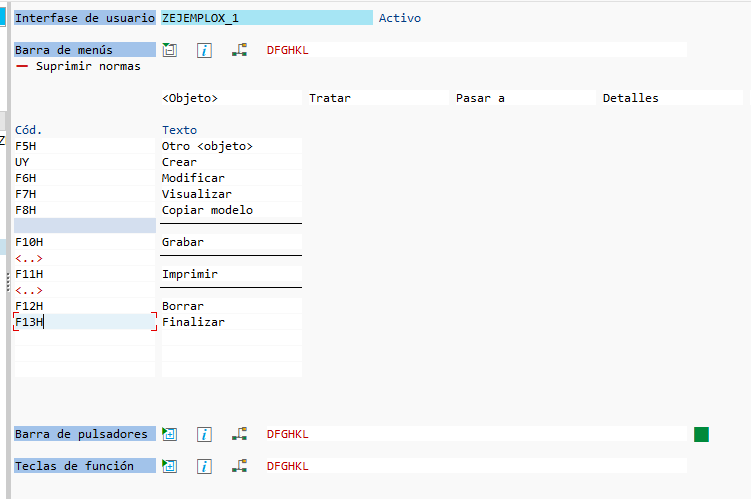 Interfase de usuario ZEJEMPLOX_1 Activo
Barra de menús DFGHKL
Suprimir normas
<Objeto> Tratar Pasar a Detalles
Cód. Texto
F5H Otro <objeto>
UY Crear
F6H Modificar
F7H Visualizar
F8H Copiar modelo
F10H Grabar
<..>
F11H Imprimir
<..>
F12H Borrar
F13H Finalizar
Barra de pulsadores DFGHKL
Teclas de función DFGHKL